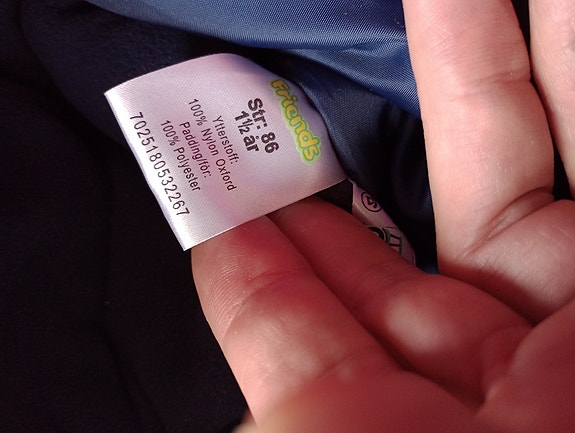 Friends
Str: 86
1½ år
Ytterstoff:
100% Nylon Oxford
Padding/fôr:
100% Polyester
7025180532267